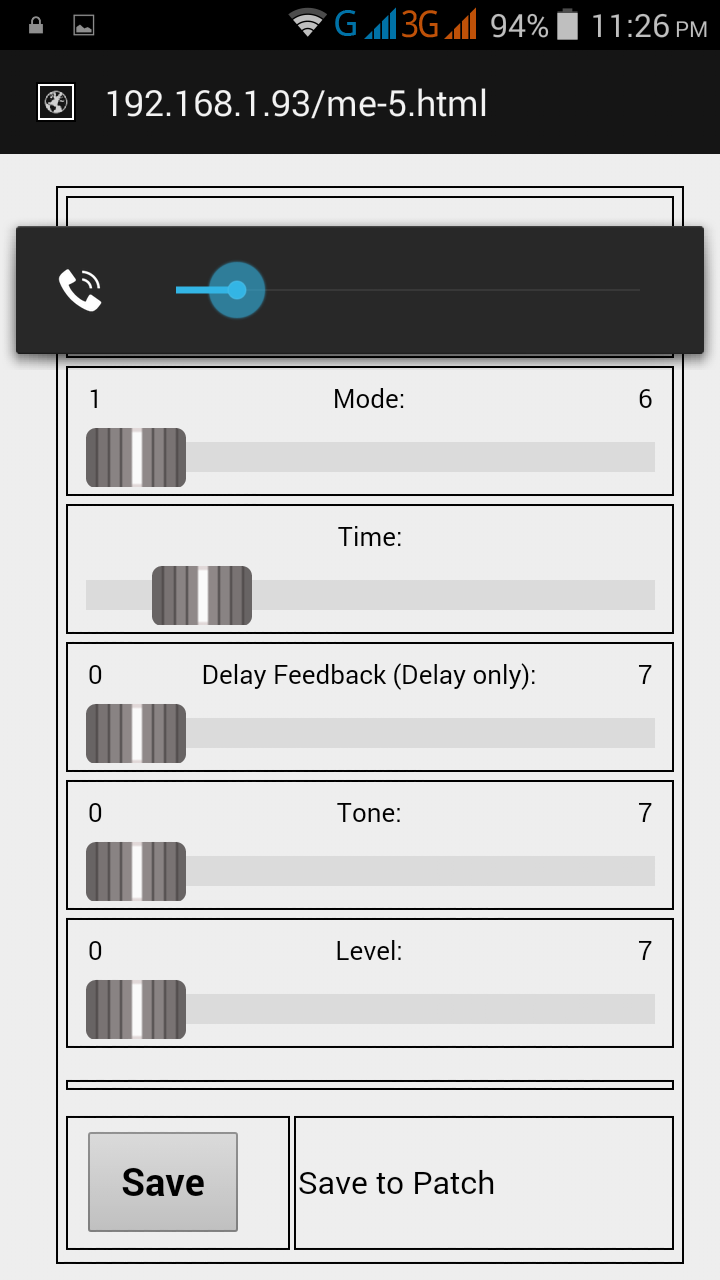 G 3G 94% 11:26 PM
192.168.1.93/me-5.html
1 Mode: 6
Time:
0 Delay Feedback (Delay only): 7
0 Tone: 7
0 Level: 7
Save Save to Patch